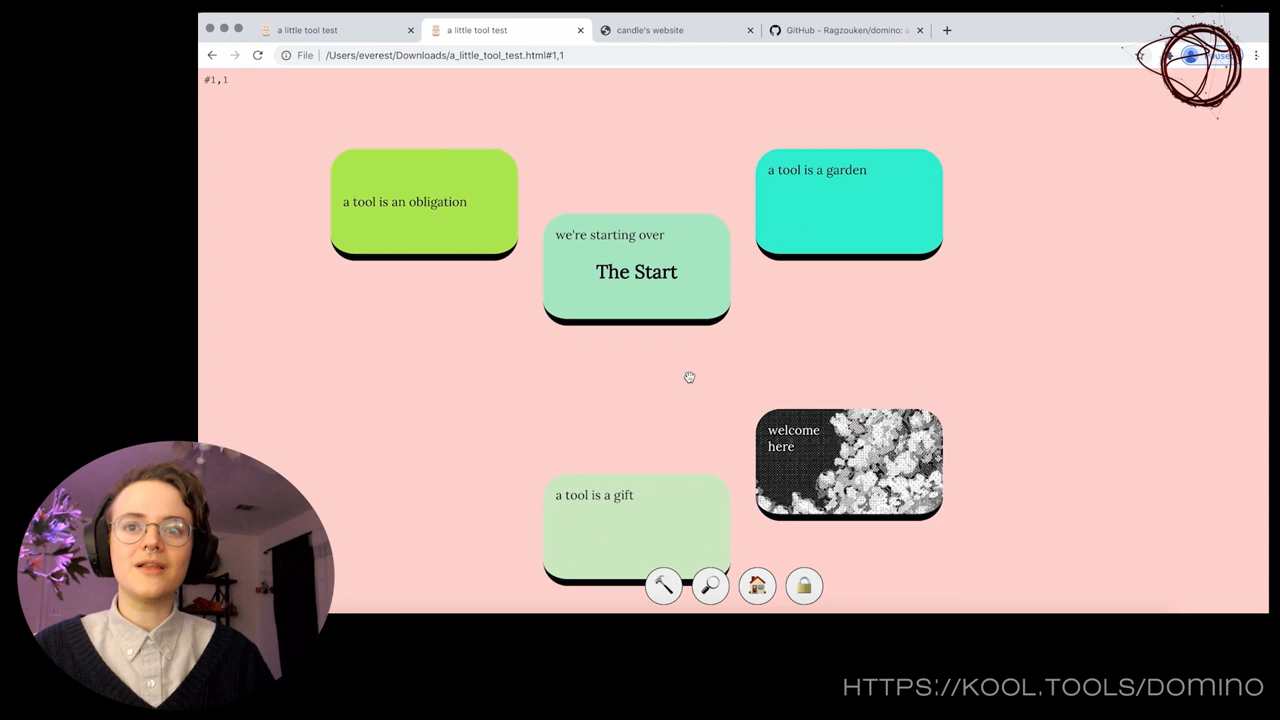 a little tool test
a little tool test
candle's website
GitHub - Ragzouken/domino: a
File
/Users/everest/Downloads/a_little_tool_test.html#1,1
#1,1
a tool is an obligation
a tool is a garden
we're starting over
The Start
welcome
here
a tool is a gift
HTTPS://KOOL.TOOLS/DOMINO